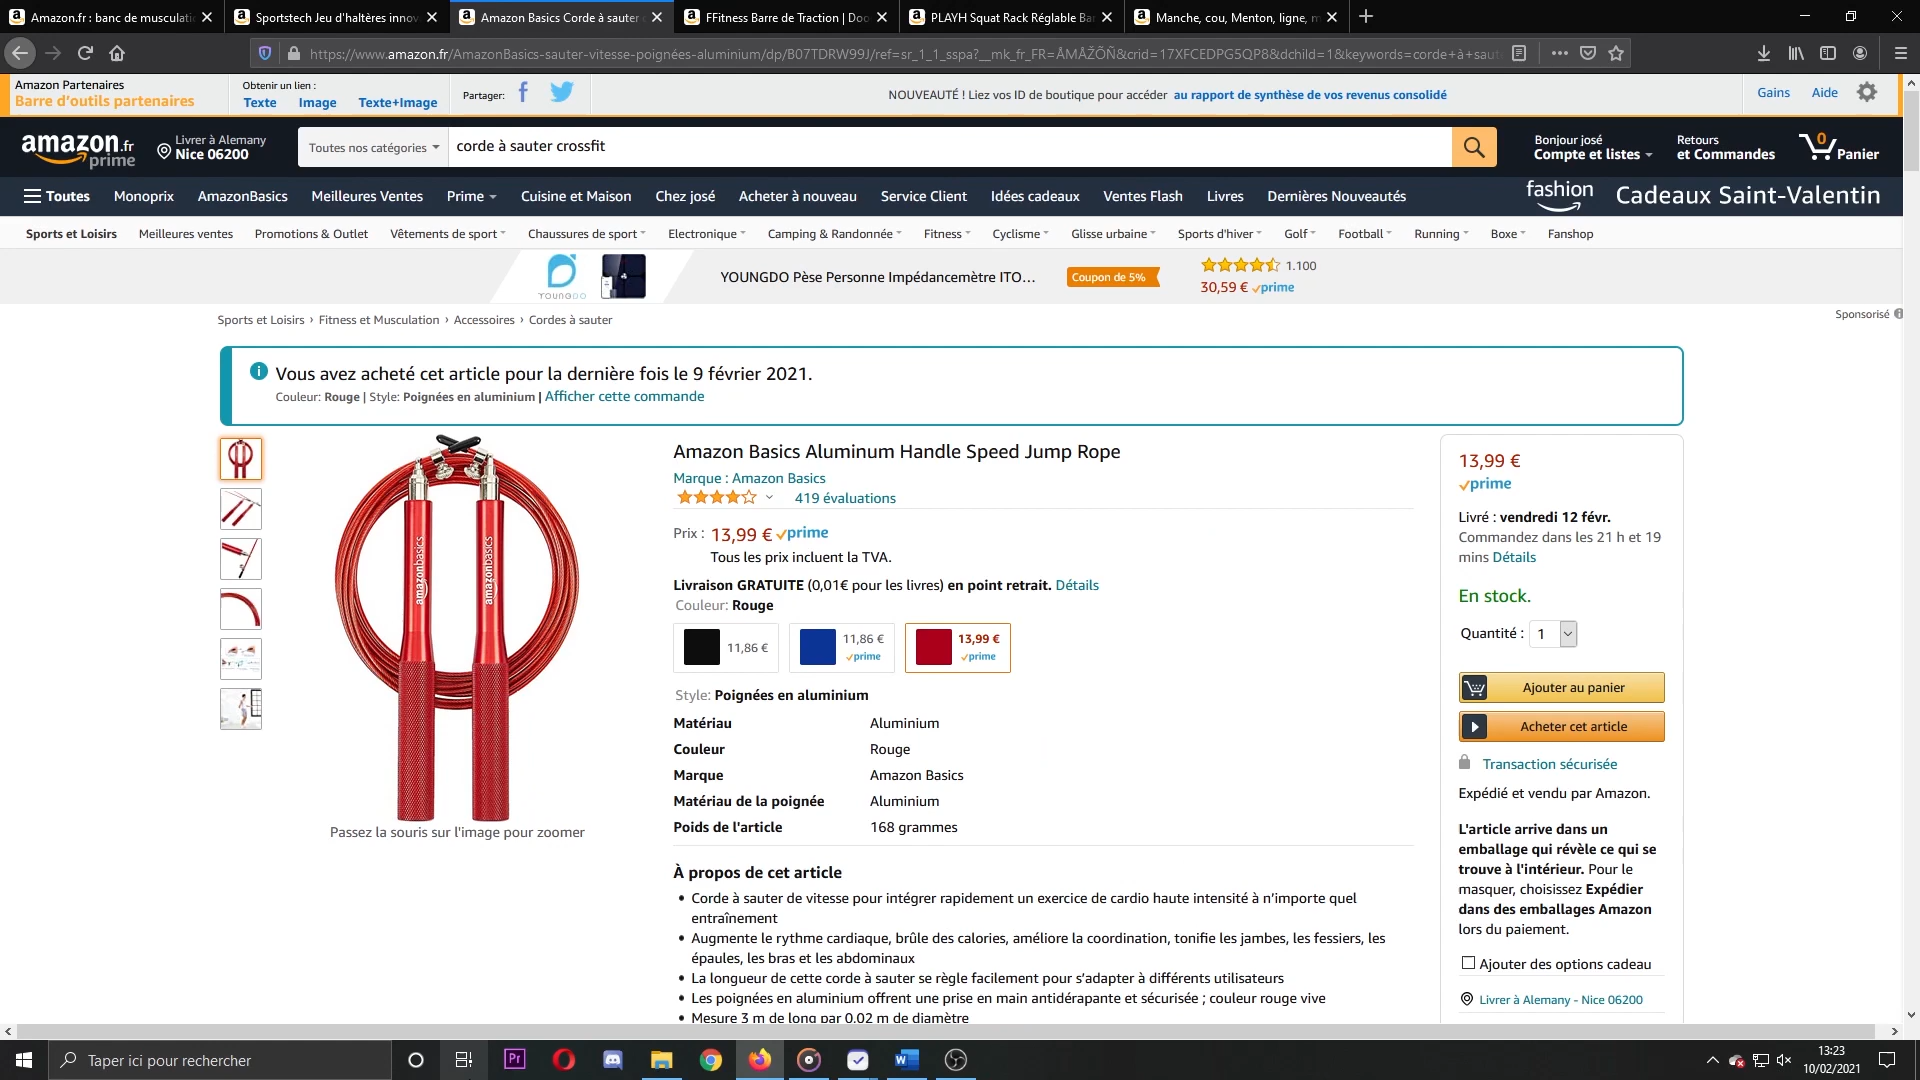 Amazon.fr : banc de musculati
Sportstech Jeu d'haltères innov
Amazon Basics Corde à sauter
FFitness Barre de Traction | Doo
PLAYH Squat Rack Réglable Ba
Manche, cou, Menton, ligne, m
https://www.amazon.fr/AmazonBasics-sauter-vitesse-poignées-aluminium/dp/B07TDRW99J/ref=sr_1_1_sspa?__mk_fr_FR=ÅMÅŽÕÑ&crid=17XFCEDPG5QP8&dchild=1&keywords=corde+à+saut
Amazon Partenaires
Barre d'outils partenaires
Obtenir un lien :
Texte Image Texte+Image
Partager:
NOUVEAUTÉ ! Liez vos ID de boutique pour accéder au rapport de synthèse de vos revenus consolidé
Gains Aide
amazon.fr
prime
Livrer à Alemany
Nice 06200
Toutes nos catégories
corde à sauter crossfit
Bonjour josé
Compte et listes
Retours
et Commandes
0
Panier
Toutes Monoprix AmazonBasics Meilleures Ventes Prime Cuisine et Maison Chez josé Acheter à nouveau Service Client Idées cadeaux Ventes Flash Livres Dernières Nouveautés
fashion Cadeaux Saint-Valentin
Sports et Loisirs Meilleures ventes Promotions & Outlet Vêtements de sport Chaussures de sport Electronique Camping & Randonnée Fitness Cyclisme Glisse urbaine Sports d'hiver Golf Football Running Boxe Fanshop
YOUNGDO
YOUNGDO Pèse Personne Impédancemètre ITO…
Coupon de 5%
1.100
30,59 € prime
Sponsorisé
Sports et Loisirs › Fitness et Musculation › Accessoires › Cordes à sauter
Vous avez acheté cet article pour la dernière fois le 9 février 2021.
Couleur: Rouge | Style: Poignées en aluminium | Afficher cette commande
amazonbasics
amazonbasics
Passez la souris sur l'image pour zoomer
Amazon Basics Aluminum Handle Speed Jump Rope
Marque : Amazon Basics
419 évaluations
Prix : 13,99 € prime
Tous les prix incluent la TVA.
Livraison GRATUITE (0,01€ pour les livres) en point retrait. Détails
Couleur: Rouge
11,86 €
11,86 €
prime
13,99 €
prime
Style: Poignées en aluminium
Matériau Aluminium
Couleur Rouge
Marque Amazon Basics
Matériau de la poignée Aluminium
Poids de l'article 168 grammes
À propos de cet article
• Corde à sauter de vitesse pour intégrer rapidement un exercice de cardio haute intensité à n'importe quel
entraînement
• Augmente le rythme cardiaque, brûle des calories, améliore la coordination, tonifie les jambes, les fessiers, les
épaules, les bras et les abdominaux
• La longueur de cette corde à sauter se règle facilement pour s'adapter à différents utilisateurs
• Les poignées en aluminium offrent une prise en main antidérapante et sécurisée ; couleur rouge vive
• Mesure 3 m de long par 0,02 m de diamètre
13,99 €
prime
Livré : vendredi 12 févr.
Commandez dans les 21 h et 19
mins Détails
En stock.
Quantité : 1
Ajouter au panier
Acheter cet article
Transaction sécurisée
Expédié et vendu par Amazon.
L'article arrive dans un
emballage qui révèle ce qui se
trouve à l'intérieur. Pour le
masquer, choisissez Expédier
dans des emballages Amazon
lors du paiement.
Ajouter des options cadeau
Livrer à Alemany - Nice 06200
Taper ici pour rechercher
Pr
13:23
10/02/2021